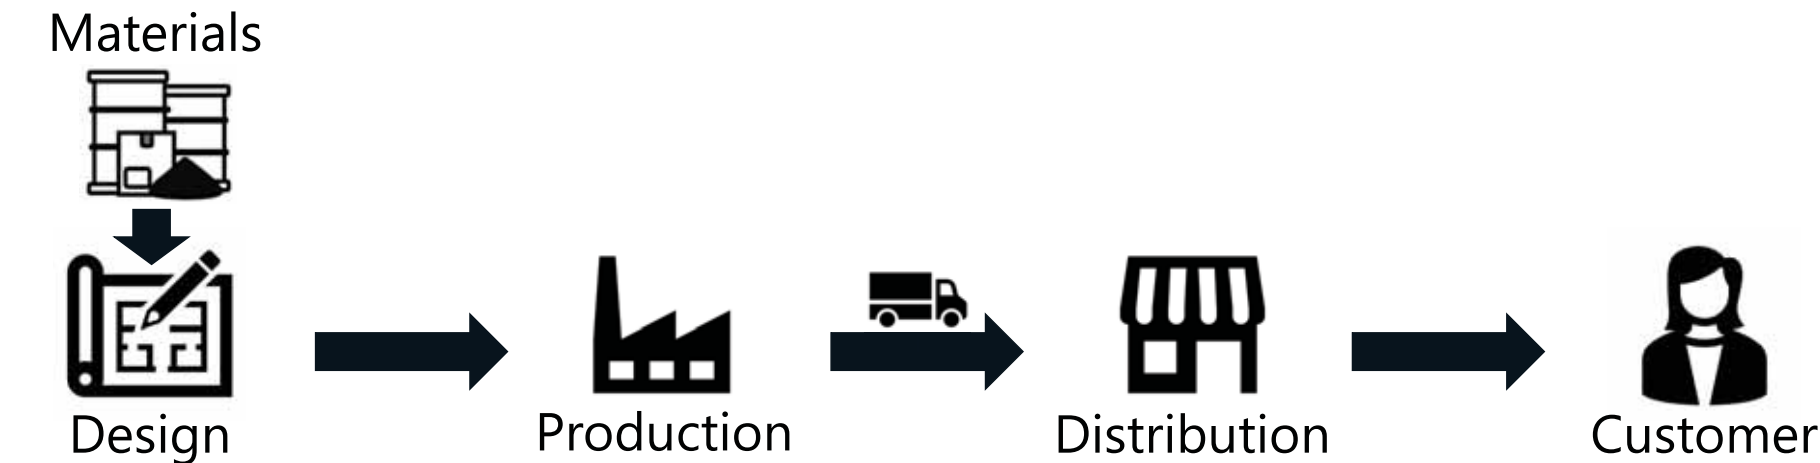 Materials
Design
Production
Distribution
Customer